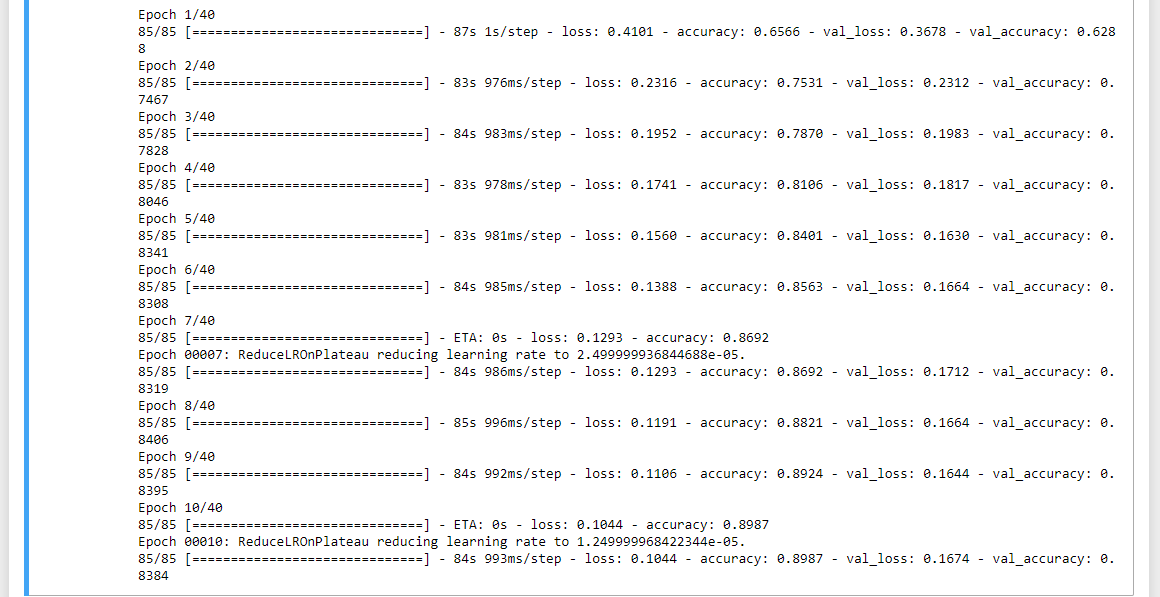 Epoch 1/40
85/85 [==============================] - 87s 1s/step - loss: 0.4101 - accuracy: 0.6566 - val_loss: 0.3678 - val_accuracy: 0.628
8
Epoch 2/40
85/85 [==============================] - 83s 976ms/step - loss: 0.2316 - accuracy: 0.7531 - val_loss: 0.2312 - val_accuracy: 0.
7467
Epoch 3/40
85/85 [==============================] - 84s 983ms/step - loss: 0.1952 - accuracy: 0.7870 - val_loss: 0.1983 - val_accuracy: 0.
7828
Epoch 4/40
85/85 [==============================] - 83s 978ms/step - loss: 0.1741 - accuracy: 0.8106 - val_loss: 0.1817 - val_accuracy: 0.
8046
Epoch 5/40
85/85 [==============================] - 83s 981ms/step - loss: 0.1560 - accuracy: 0.8401 - val_loss: 0.1630 - val_accuracy: 0.
8341
Epoch 6/40
85/85 [==============================] - 84s 985ms/step - loss: 0.1388 - accuracy: 0.8563 - val_loss: 0.1664 - val_accuracy: 0.
8308
Epoch 7/40
85/85 [==============================] - ETA: 0s - loss: 0.1293 - accuracy: 0.8692
Epoch 00007: ReduceLROnPlateau reducing learning rate to 2.499999936844688e-05.
85/85 [==============================] - 84s 986ms/step - loss: 0.1293 - accuracy: 0.8692 - val_loss: 0.1712 - val_accuracy: 0.
8319
Epoch 8/40
85/85 [==============================] - 85s 996ms/step - loss: 0.1191 - accuracy: 0.8821 - val_loss: 0.1664 - val_accuracy: 0.
8406
Epoch 9/40
85/85 [==============================] - 84s 992ms/step - loss: 0.1106 - accuracy: 0.8924 - val_loss: 0.1644 - val_accuracy: 0.
8395
Epoch 10/40
85/85 [==============================] - ETA: 0s - loss: 0.1044 - accuracy: 0.8987
Epoch 00010: ReduceLROnPlateau reducing learning rate to 1.249999968422344e-05.
85/85 [==============================] - 84s 993ms/step - loss: 0.1044 - accuracy: 0.8987 - val_loss: 0.1674 - val_accuracy: 0.
8384